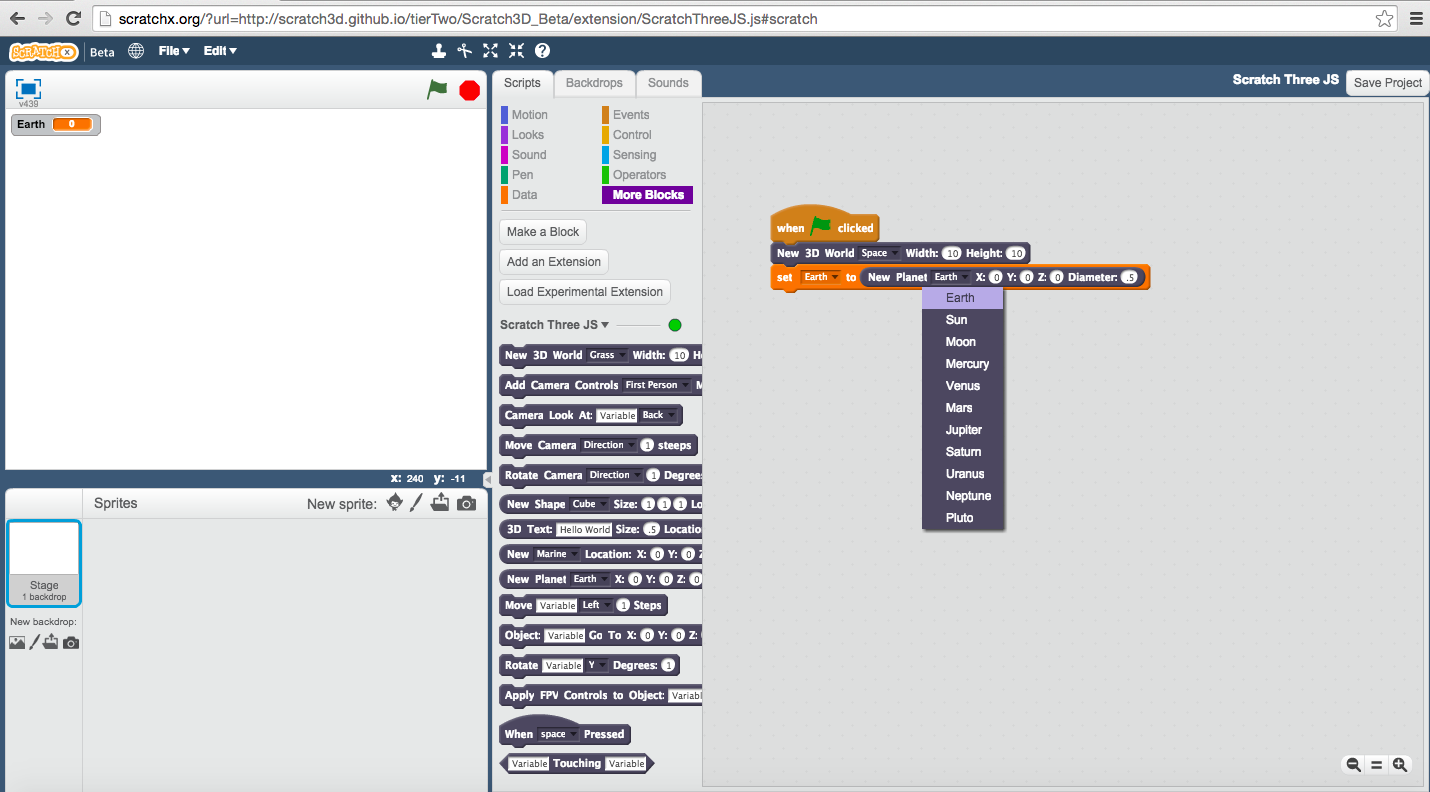 scratchx.org/?url=http://scratch3d.github.io/tierTwo/Scratch3D_Beta/extension/ScratchThreeJS.js#scratch
SCRATCH X Beta File Edit
v439
Earth 0
x: 240 y: -11
Sprites New sprite:
Stage
1 backdrop
New backdrop:
Scripts Backdrops Sounds
Motion Events
Looks Control
Sound Sensing
Pen Operators
Data More Blocks
Make a Block
Add an Extension
Load Experimental Extension
Scratch Three JS
New 3D World Grass Width: 10 He
Add Camera Controls First Person M
Camera Look At: Variable Back
Move Camera Direction 1 steeps
Rotate Camera Direction 1 Degree
New Shape Cube Size: 1 1 1 Lo
3D Text: Hello World Size: .5 Locatio
New Marine Location: X: 0 Y: 0 Z
New Planet Earth X: 0 Y: 0 Z: 0
Move Variable Left 1 Steps
Object: Variable Go To X: 0 Y: 0 Z:
Rotate Variable Y Degrees: 1
Apply FPV Controls to Object: Variabl
When space Pressed
Variable Touching Variable
Scratch Three JS Save Project
when clicked
New 3D World Space Width: 10 Height: 10
set Earth to New Planet Earth X: 0 Y: 0 Z: 0 Diameter: .5
Earth
Sun
Moon
Mercury
Venus
Mars
Jupiter
Saturn
Uranus
Neptune
Pluto